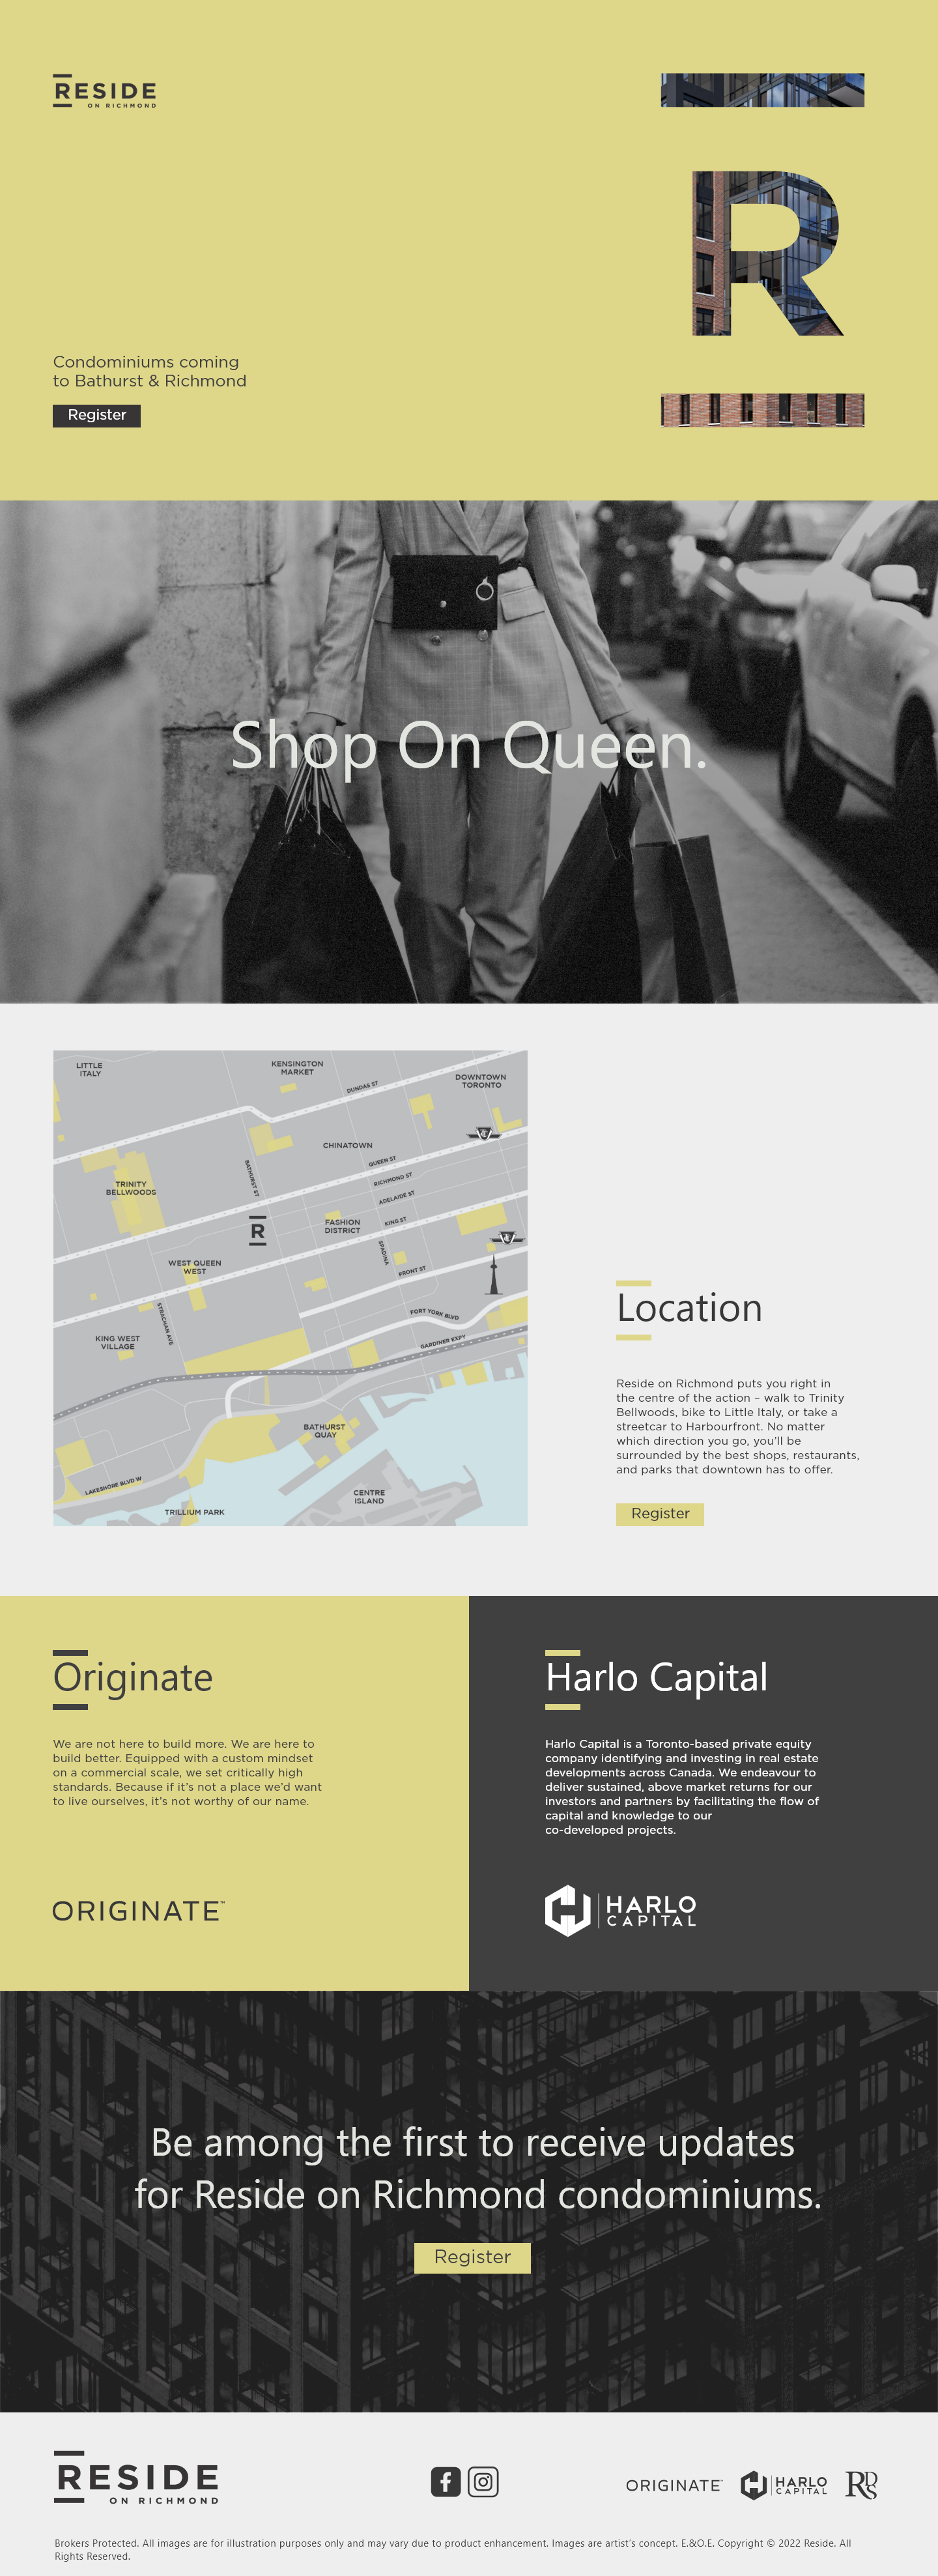 RESIDE
ON RICHMOND
R
Condominiums coming
to Bathurst & Richmond
Register
Shop On Queen.
LITTLE
ITALY
KENSINGTON
MARKET
DOWNTOWN
TORONTO
DUNDAS ST
CHINATOWN
QUEEN ST
BATHURST ST
RICHMOND ST
TRINITY
BELLWOODS
ADELAIDE ST
R
FASHION
DISTRICT
KING ST
SPADINA
WEST QUEEN
WEST
FRONT ST
STRACHAN AVE
FORT YORK BLVD
KING WEST
VILLAGE
GARDINER EXPY
BATHURST
QUAY
LAKESHORE BLVD W
CENTRE
ISLAND
TRILLIUM PARK
Location
Reside on Richmond puts you right in
the centre of the action – walk to Trinity
Bellwoods, bike to Little Italy, or take a
streetcar to Harbourfront. No matter
which direction you go, you’ll be
surrounded by the best shops, restaurants,
and parks that downtown has to offer.
Register
Originate
We are not here to build more. We are here to
build better. Equipped with a custom mindset
on a commercial scale, we set critically high
standards. Because if it’s not a place we’d want
to live ourselves, it’s not worthy of our name.
ORIGINATE™
Harlo Capital
Harlo Capital is a Toronto-based private equity
company identifying and investing in real estate
developments across Canada. We endeavour to
deliver sustained, above market returns for our
investors and partners by facilitating the flow of
capital and knowledge to our
co-developed projects.
HARLO
CAPITAL
Be among the first to receive updates
for Reside on Richmond condominiums.
Register
RESIDE
ON RICHMOND
ORIGINATE™
HARLO
CAPITAL
RDS
Brokers Protected. All images are for illustration purposes only and may vary due to product enhancement. Images are artist’s concept. E.&O.E. Copyright © 2022 Reside. All
Rights Reserved.